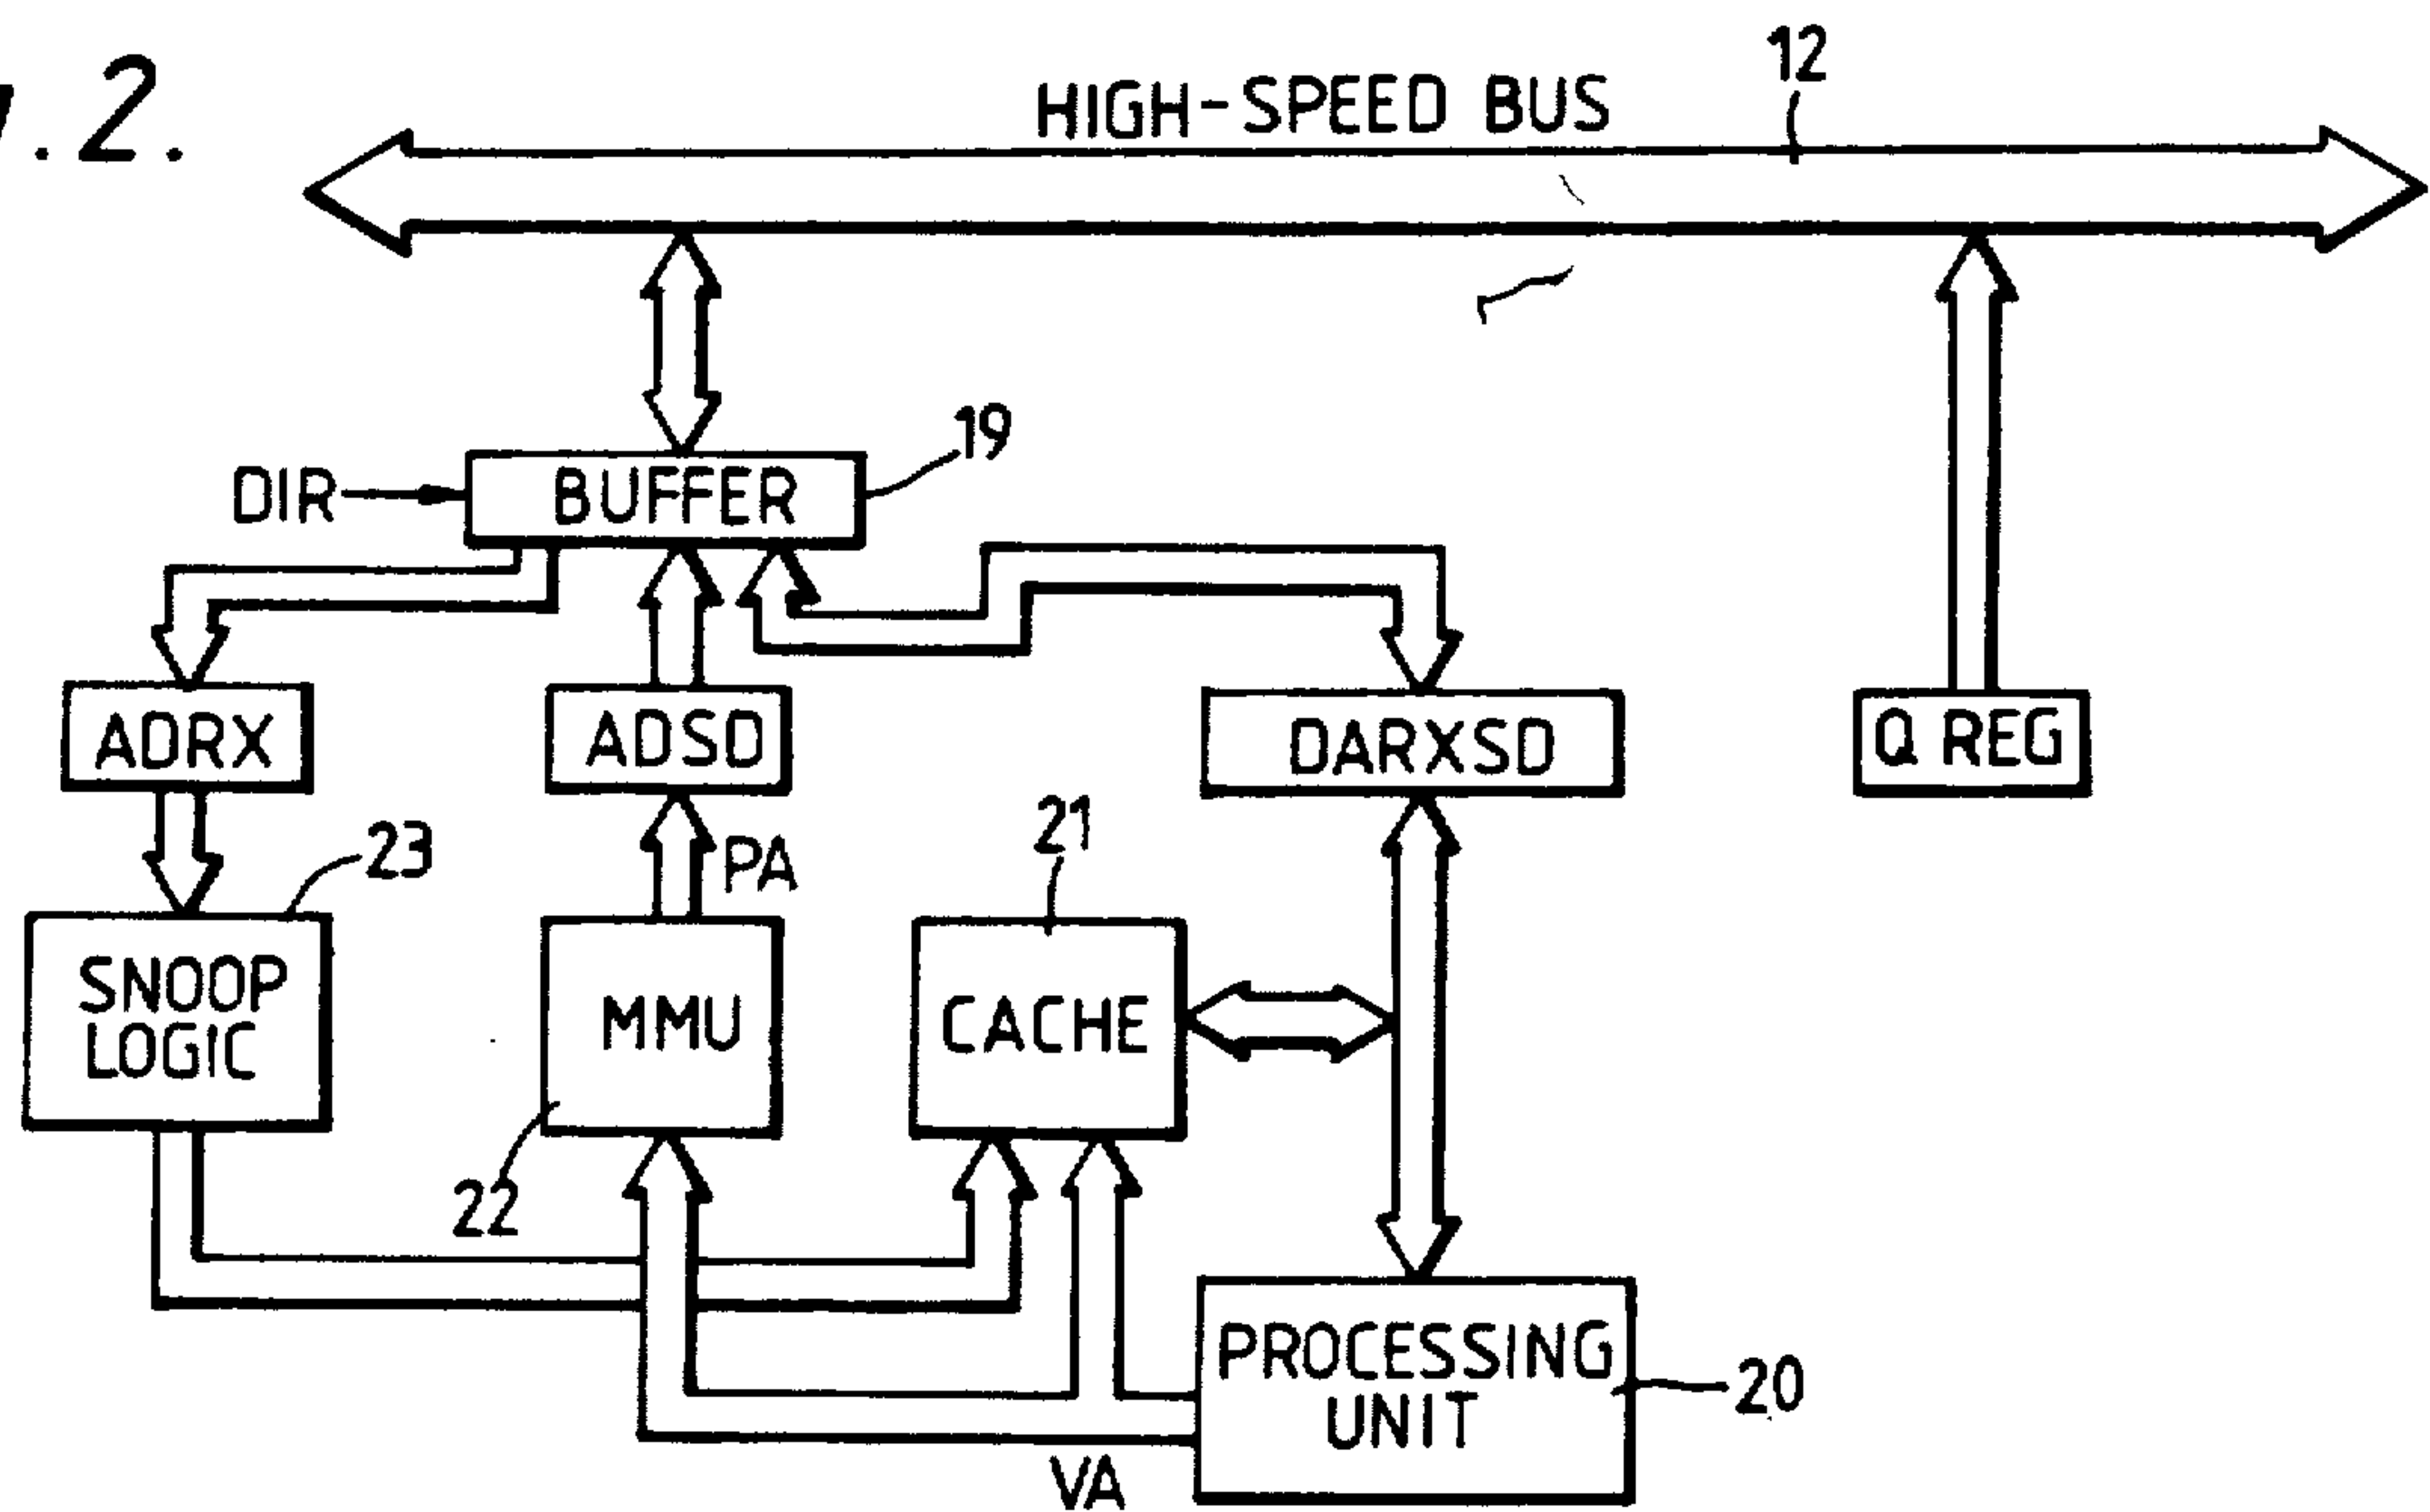 . 2.
HIGH-SPEED BUS
12
19
DIR
BUFFER
ADRX
ADSD
DARXSD
Q REG
23
PA
21
SNOOP
LOGIC
MMU
CACHE
22
PROCESSING
UNIT
20
VA